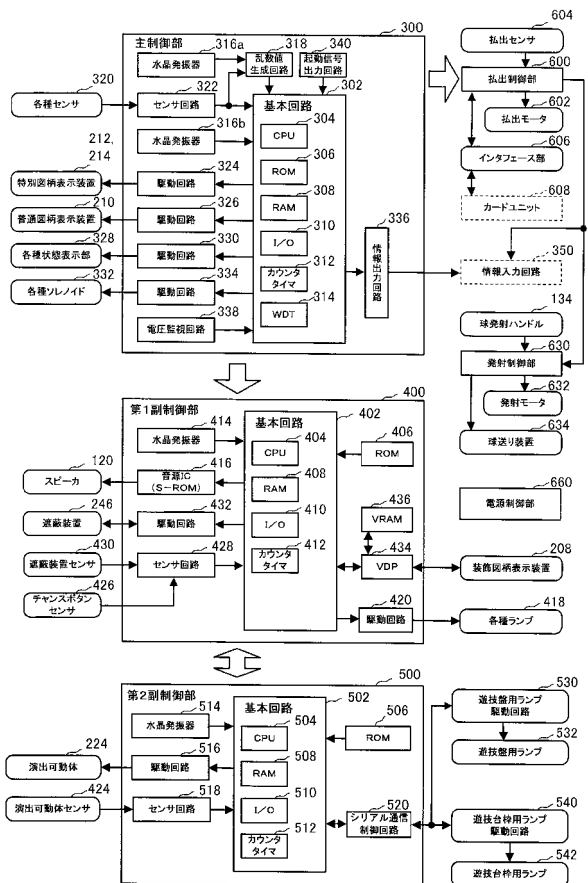 主制御部
300
316a
318
340
水晶発振器
乱数値
生成回路
起動信号
出力回路
320
322
302
各種センサ
センサ回路
基本回路
316b
304
水晶発振器
CPU
212,
214
324
306
特別図柄表示装置
駆動回路
ROM
210
326
308
336
普通図柄表示装置
駆動回路
RAM
328
330
310
各種状態表示部
駆動回路
I/O
情報出力回路
332
334
312
各種ソレノイド
駆動回路
カウンタ
タイマ
338
314
電圧監視回路
WDT
604
払出センサ
600
払出制御部
602
払出モータ
606
インタフェース部
608
カードユニット
350
情報入力回路
134
球発射ハンドル
630
発射制御部
632
発射モータ
634
球送り装置
660
電源制御部
400
第1副制御部
414
402
水晶発振器
基本回路
404
406
CPU
ROM
120
416
408
スピーカ
音源IC
(S-ROM)
RAM
246
432
410
436
遮蔽装置
駆動回路
I/O
VRAM
430
428
412
434
208
遮蔽装置センサ
センサ回路
カウンタ
タイマ
VDP
装飾図柄表示装置
426
420
418
チャンスボタン
センサ
駆動回路
各種ランプ
500
第2副制御部
514
502
水晶発振器
基本回路
504
506
CPU
ROM
530
遊技盤用ランプ
駆動回路
224
516
508
532
演出可動体
駆動回路
RAM
遊技盤用ランプ
424
518
510
520
540
演出可動体センサ
センサ回路
I/O
シリアル通信
制御回路
遊技台枠用ランプ
駆動回路
512
カウンタ
タイマ
542
遊技台枠用ランプ